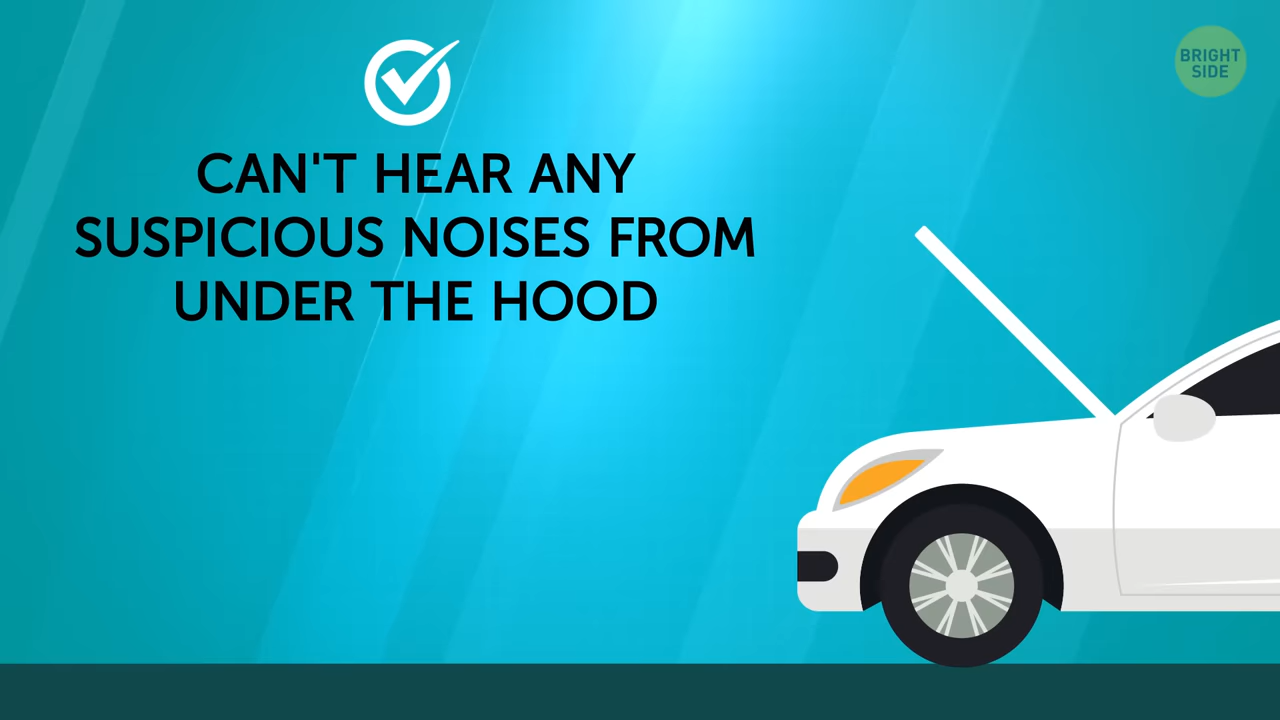 BRIGHT
SIDE
CAN'T HEAR ANY
SUSPICIOUS NOISES FROM
UNDER THE HOOD